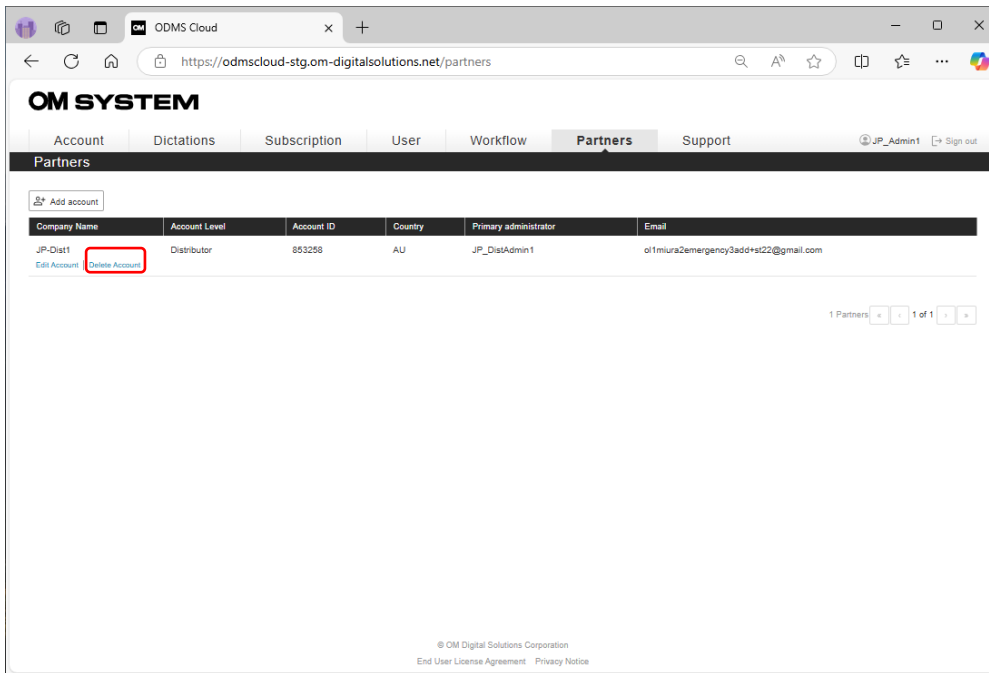 OM ODMS Cloud
https://odmscloud-stg.om-digitalsolutions.net/partners
OM SYSTEM
Account Dictations Subscription User Workflow Partners Support JP_Admin1 Sign out
Partners
Add account
Company Name Account Level Account ID Country Primary administrator Email
JP-Dist1 Distributor 853258 AU JP_DistAdmin1 ol1miura2emergency3add+st22@gmail.com
Edit Account | Delete Account
1 Partners « ‹ 1 of 1 › »
© OM Digital Solutions Corporation
End User License Agreement Privacy Notice